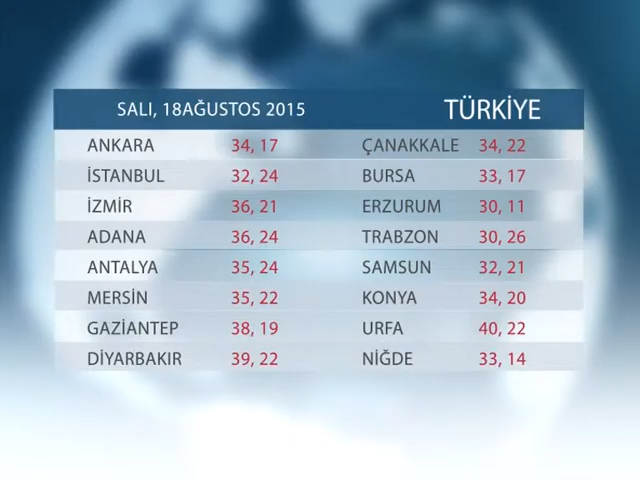 SALI, 18AĞUSTOS 2015 TÜRKİYE
ANKARA 34, 17 ÇANAKKALE 34, 22
İSTANBUL 32, 24 BURSA 33, 17
İZMİR 36, 21 ERZURUM 30, 11
ADANA 36, 24 TRABZON 30, 26
ANTALYA 35, 24 SAMSUN 32, 21
MERSİN 35, 22 KONYA 34, 20
GAZİANTEP 38, 19 URFA 40, 22
DİYARBAKIR 39, 22 NİĞDE 33, 14